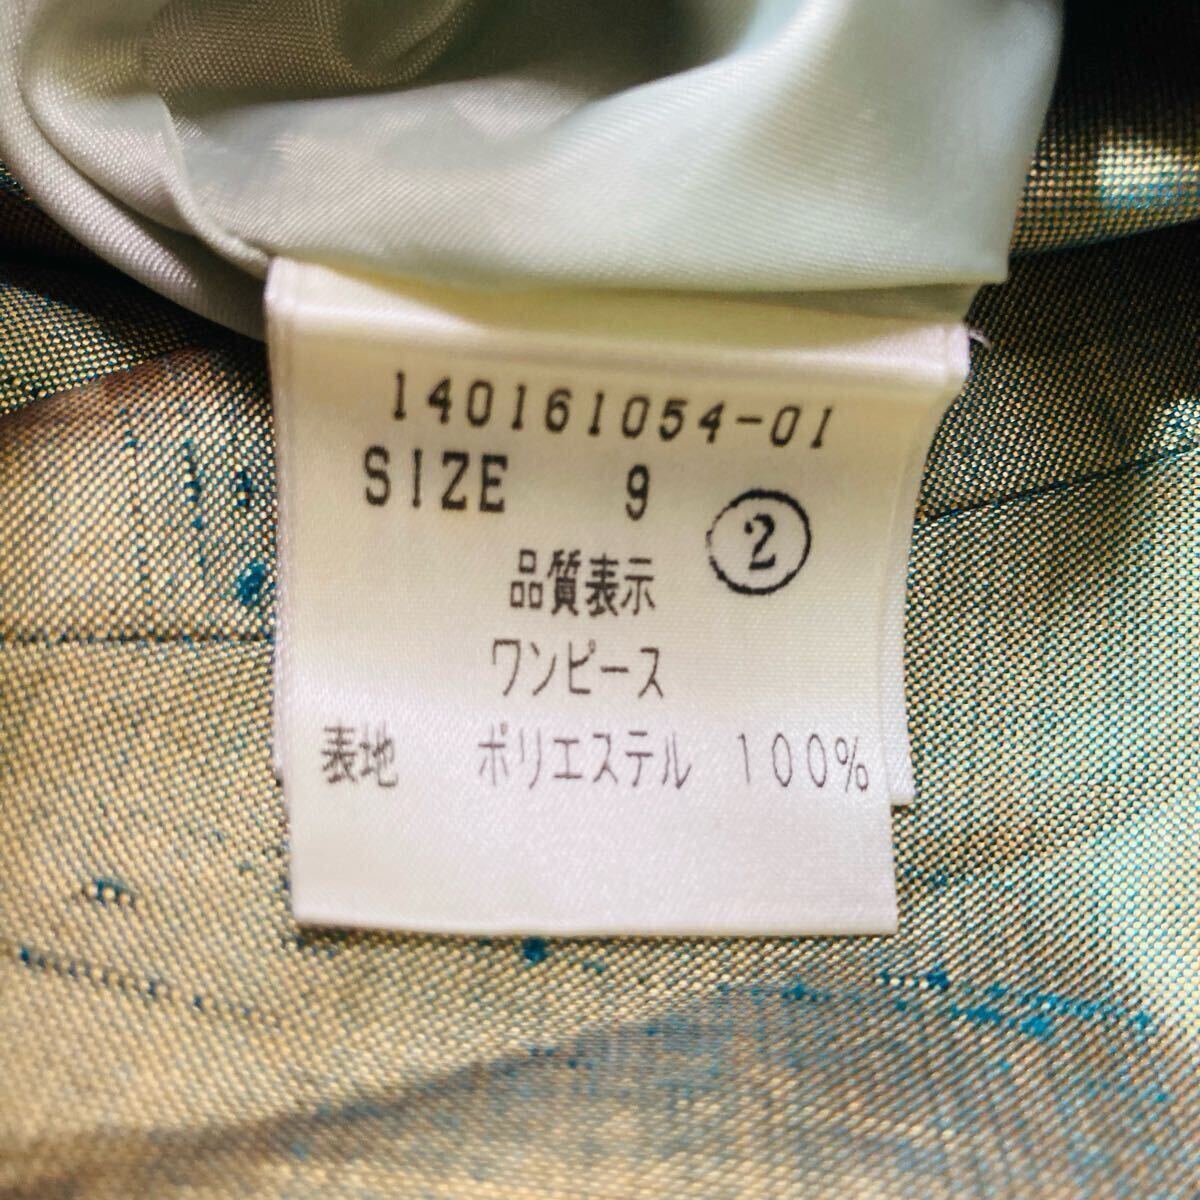 140161054-01
SIZE 9
②
品質表示
ワンピース
表地 ポリエステル 100%